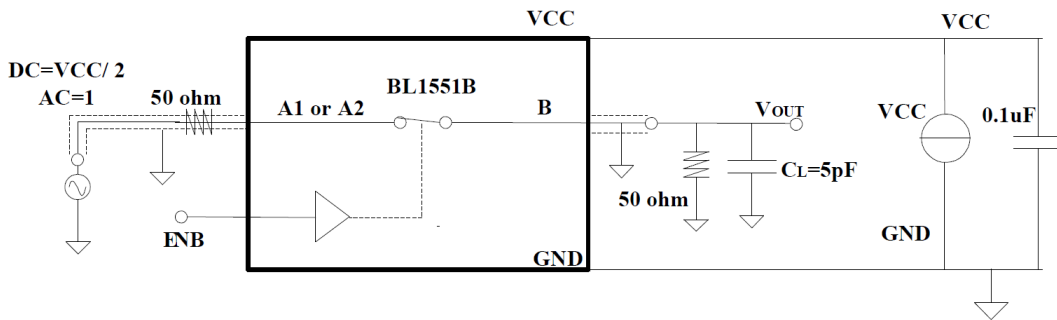 VCC
VCC
DC=VCC/ 2
AC=1
50 ohm
BL1551B
A1 or A2
B
VOUT
VCC
0.1uF
50 ohm
CL=5pF
ENB
GND
GND